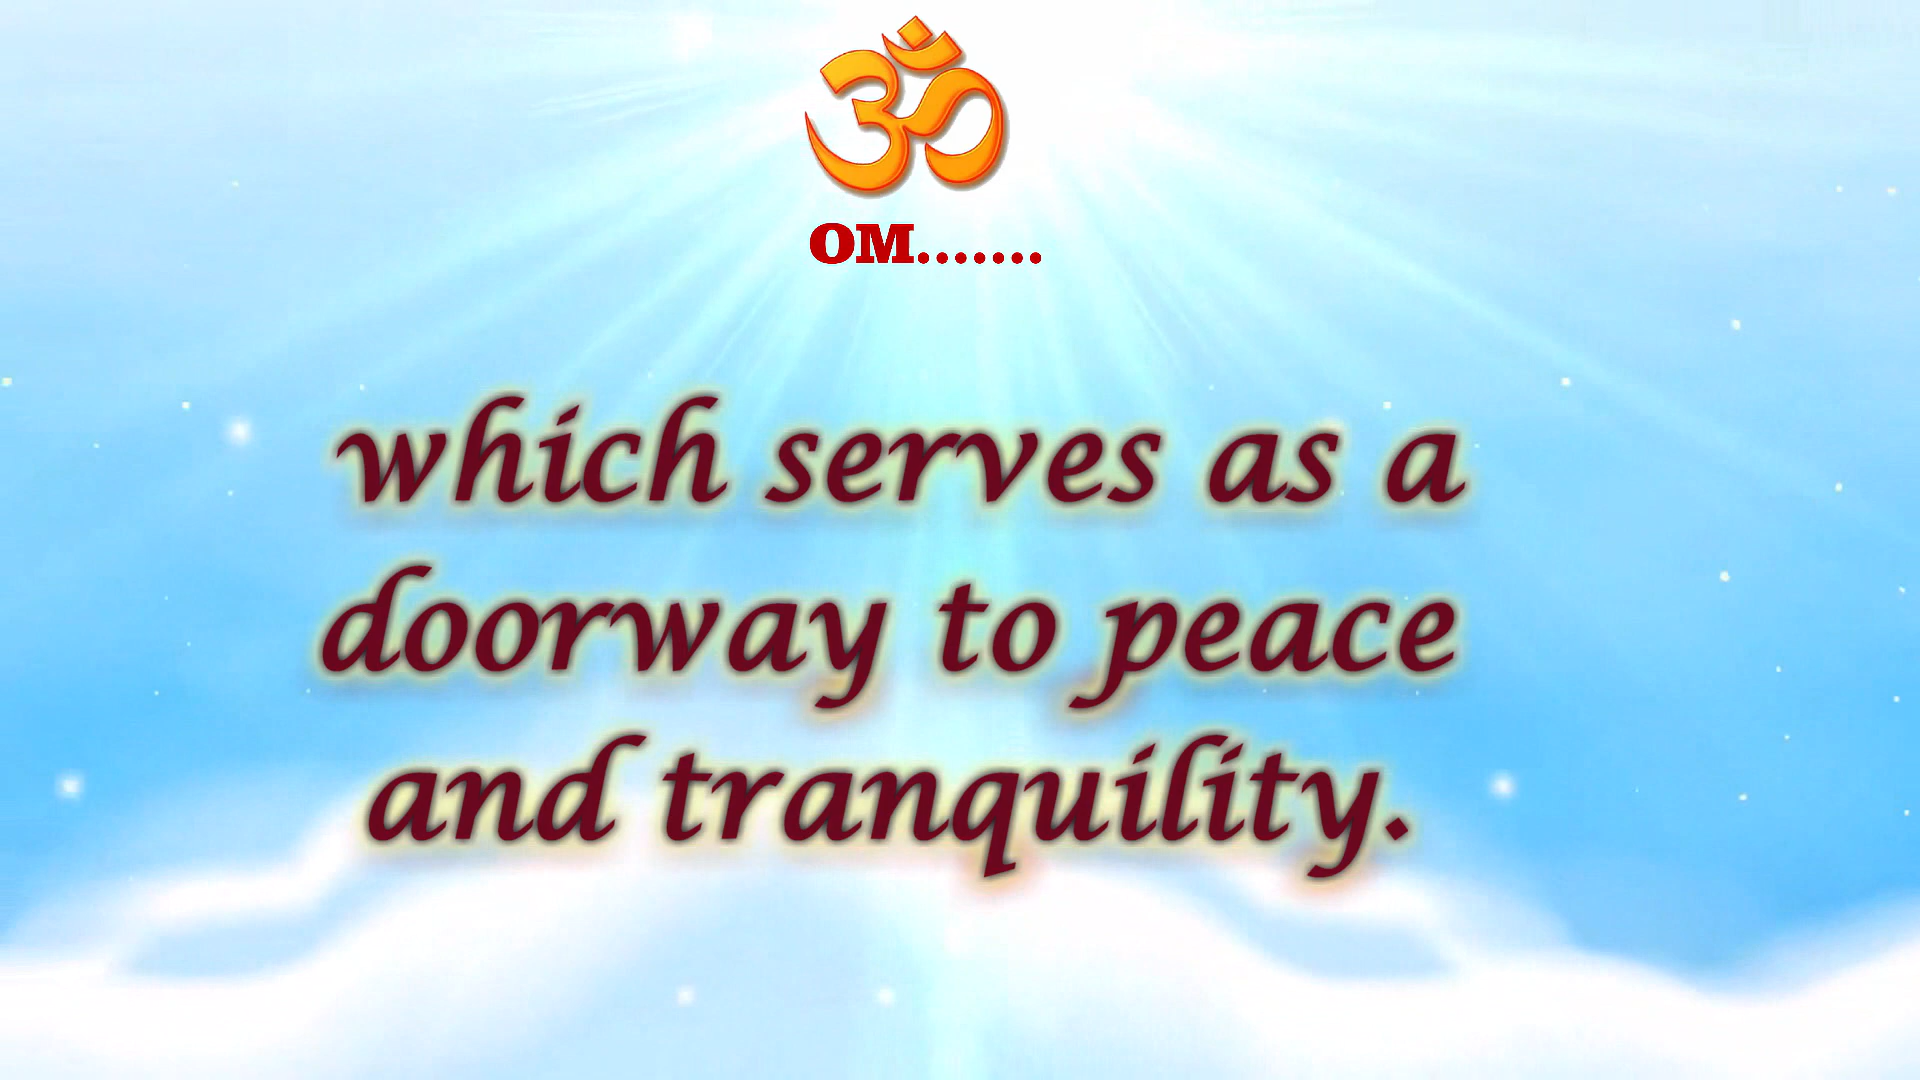 ॐ
OM.......
which serves as a
doorway to peace
and tranquility.